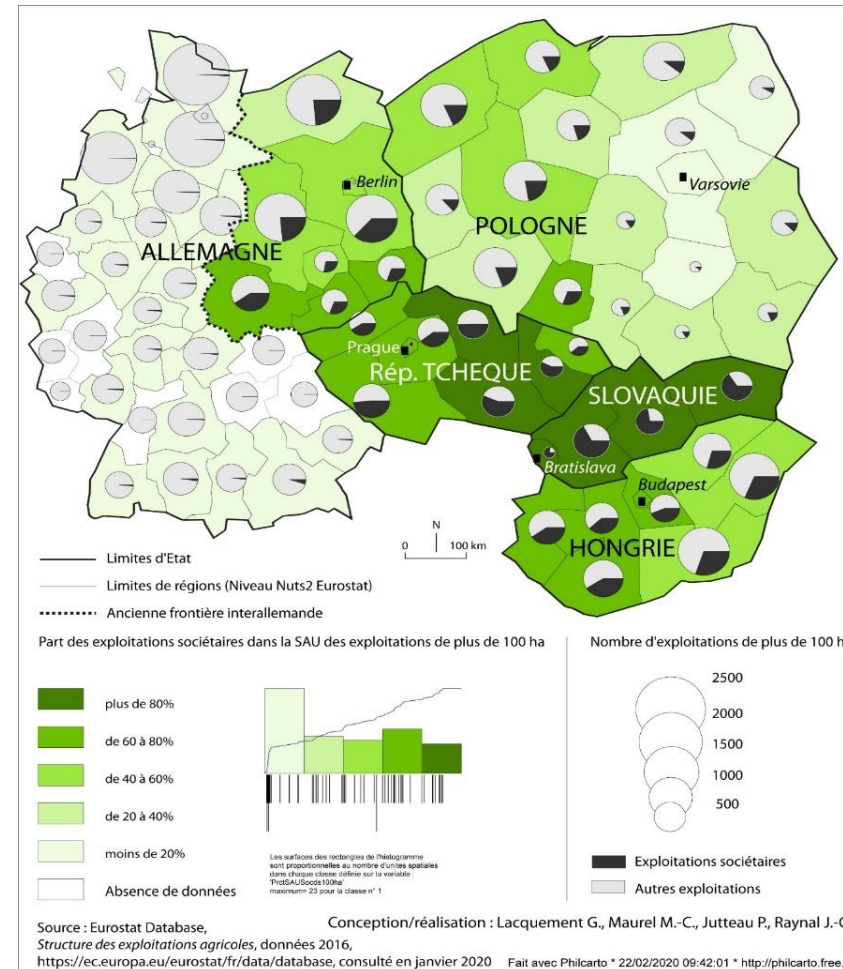 Berlin
Varsovie
ALLEMAGNE
POLOGNE
Prague
Rép. TCHEQUE
SLOVAQUIE
Bratislava
Budapest
HONGRIE
N
0 100 km
Limites d'Etat
Limites de régions (Niveau Nuts2 Eurostat)
Ancienne frontière interallemande
Part des exploitations sociétaires dans la SAU des exploitations de plus de 100 ha
plus de 80%
de 60 à 80%
de 40 à 60%
de 20 à 40%
moins de 20%
Absence de données
Les surfaces des rectangles de l'histogramme
sont proportionnelles au nombre d'unites spatiales
dans chaque classe définie sur la variable :
'PrctSAUSocds100ha'
maximum= 23 pour la classe n° 1
Nombre d'exploitations de plus de 100 h
2500
2000
1500
1000
500
Exploitations sociétaires
Autres exploitations
Source : Eurostat Database,
Structure des exploitations agricoles, données 2016,
https://ec.europa.eu/eurostat/fr/data/database, consulté en janvier 2020
Conception/réalisation : Lacquement G., Maurel M.-C., Jutteau P., Raynal J.-C
Fait avec Philcarto * 22/02/2020 09:42:01 * http://philcarto.free.